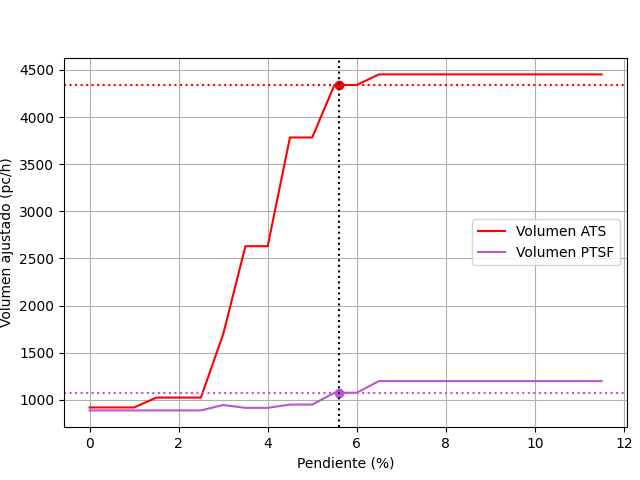 4500
4000
3500
3000
2500
2000
1500
1000
Volumen ajustado (pc/h)
Volumen ATS
Volumen PTSF
0 2 4 6 8 10 12
Pendiente (%)